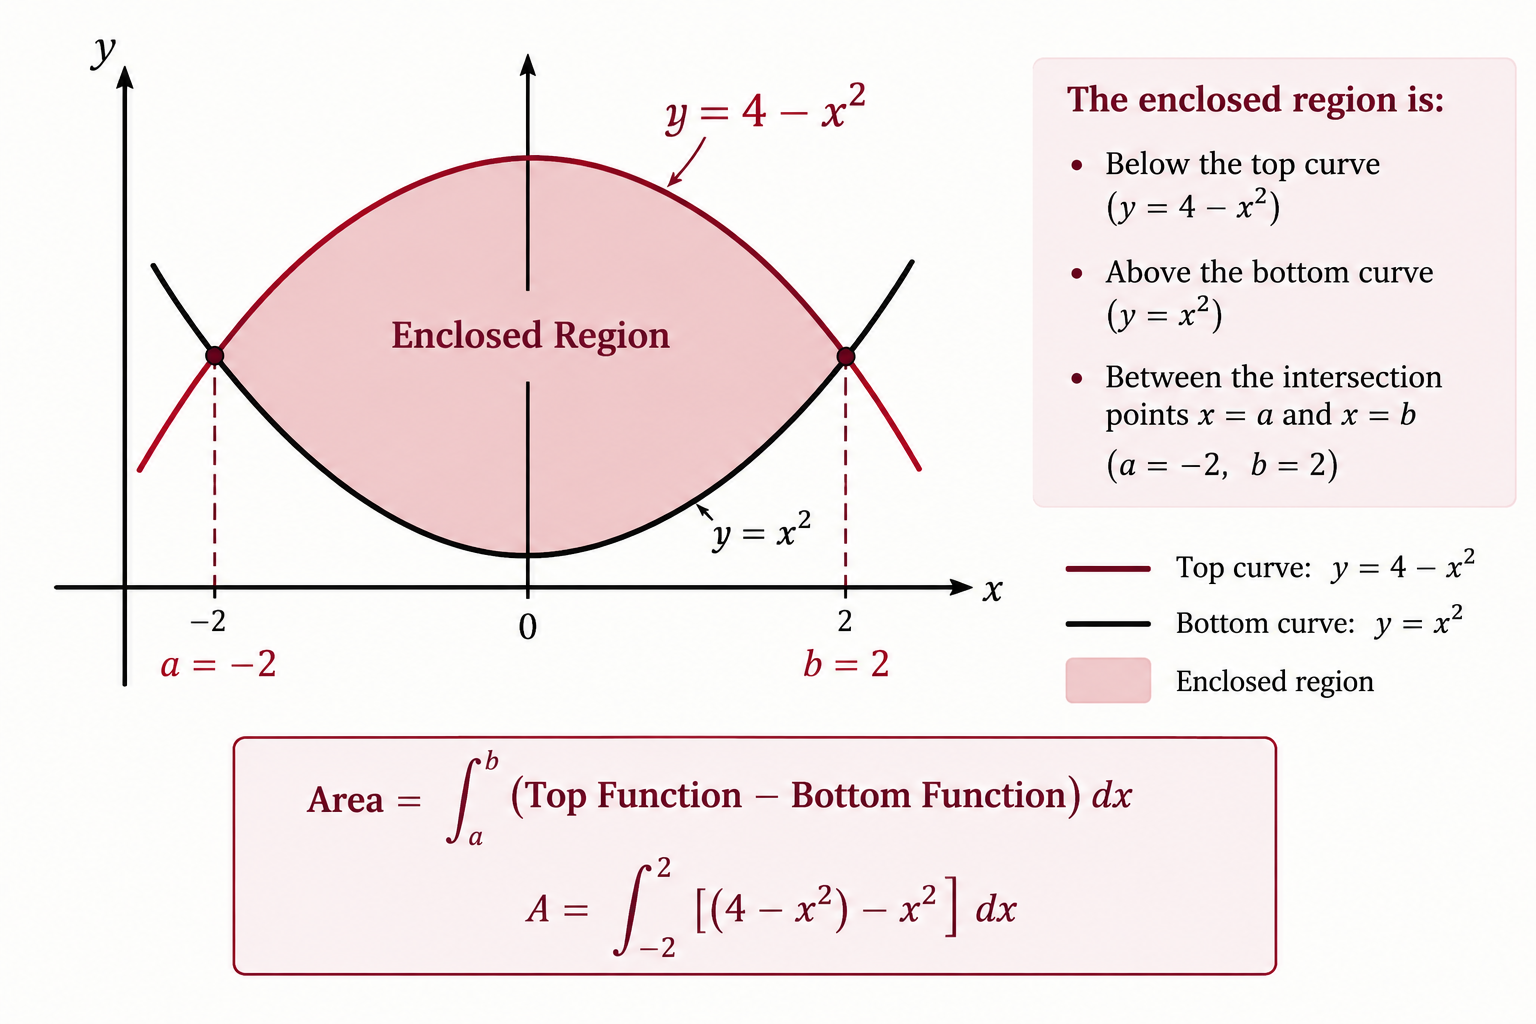 y
y = 4 − x²
Enclosed Region
y = x²
x
−2
0
2
a = −2
b = 2
The enclosed region is:
• Below the top curve
(y = 4 − x²)
• Above the bottom curve
(y = x²)
• Between the intersection
points x = a and x = b
(a = −2, b = 2)
Top curve: y = 4 − x²
Bottom curve: y = x²
Enclosed region
Area = ∫_a^b (Top Function − Bottom Function) dx
A = ∫_{−2}^{2} [(4 − x²) − x²] dx